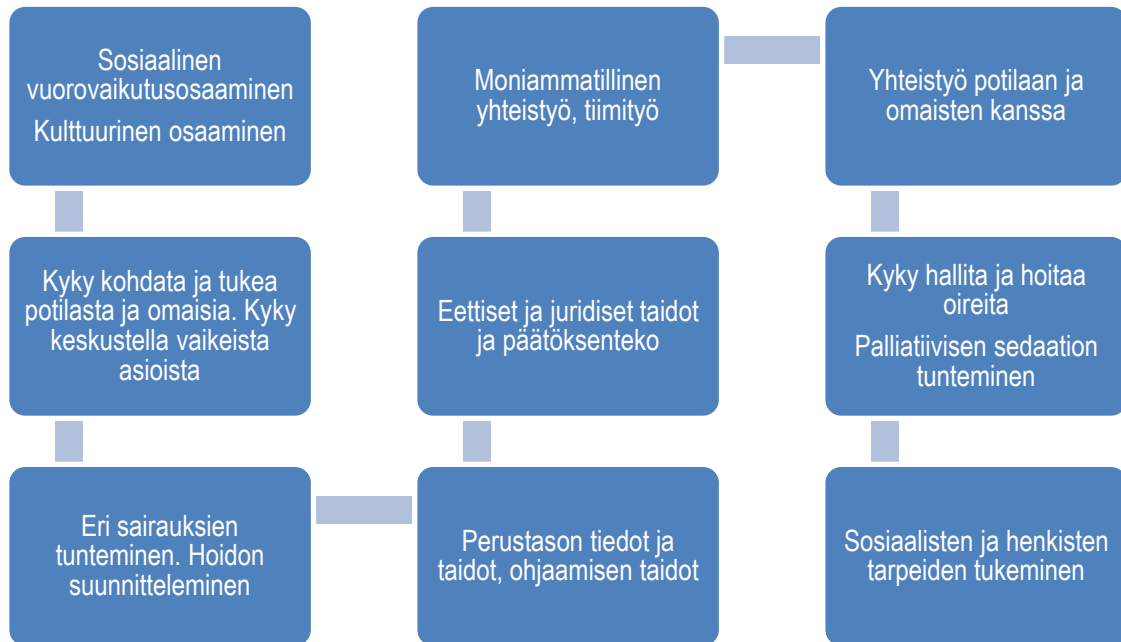 Sosiaalinen
vuorovaikutusosaaminen
Kulttuurinen osaaminen
Kyky kohdata ja tukea
potilasta ja omaisia. Kyky
keskustella vaikeista
asioista
Eri sairauksien
tunteminen. Hoidon
suunnitteleminen
Perustason tiedot ja
taidot, ohjaamisen taidot
Eettiset ja juridiset taidot
ja päätöksenteko
Moniammatillinen
yhteistyö, tiimityö
Yhteistyö potilaan ja
omaisten kanssa
Kyky hallita ja hoitaa
oireita
Palliatiivisen sedaation
tunteminen
Sosiaalisten ja henkisten
tarpeiden tukeminen